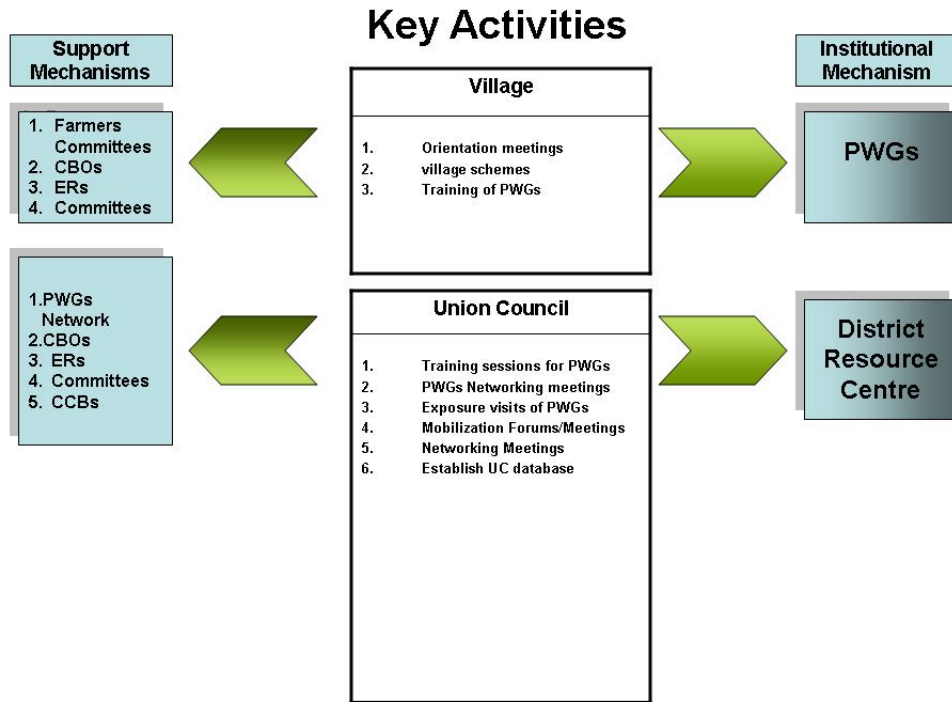 Key Activities
Support
Mechanisms
Institutional
Mechanism
Village
1. Orientation meetings
2. village schemes
3. Training of PWGs
1. Farmers
Committees
2. CBOs
3. ERs
4. Committees
PWGs
Union Council
1. Training sessions for PWGs
2. PWGs Networking meetings
3. Exposure visits of PWGs
4. Mobilization Forums/Meetings
5. Networking Meetings
6. Establish UC database
1.PWGs
Network
2.CBOs
3. ERs
4. Committees
5. CCBs
District
Resource
Centre